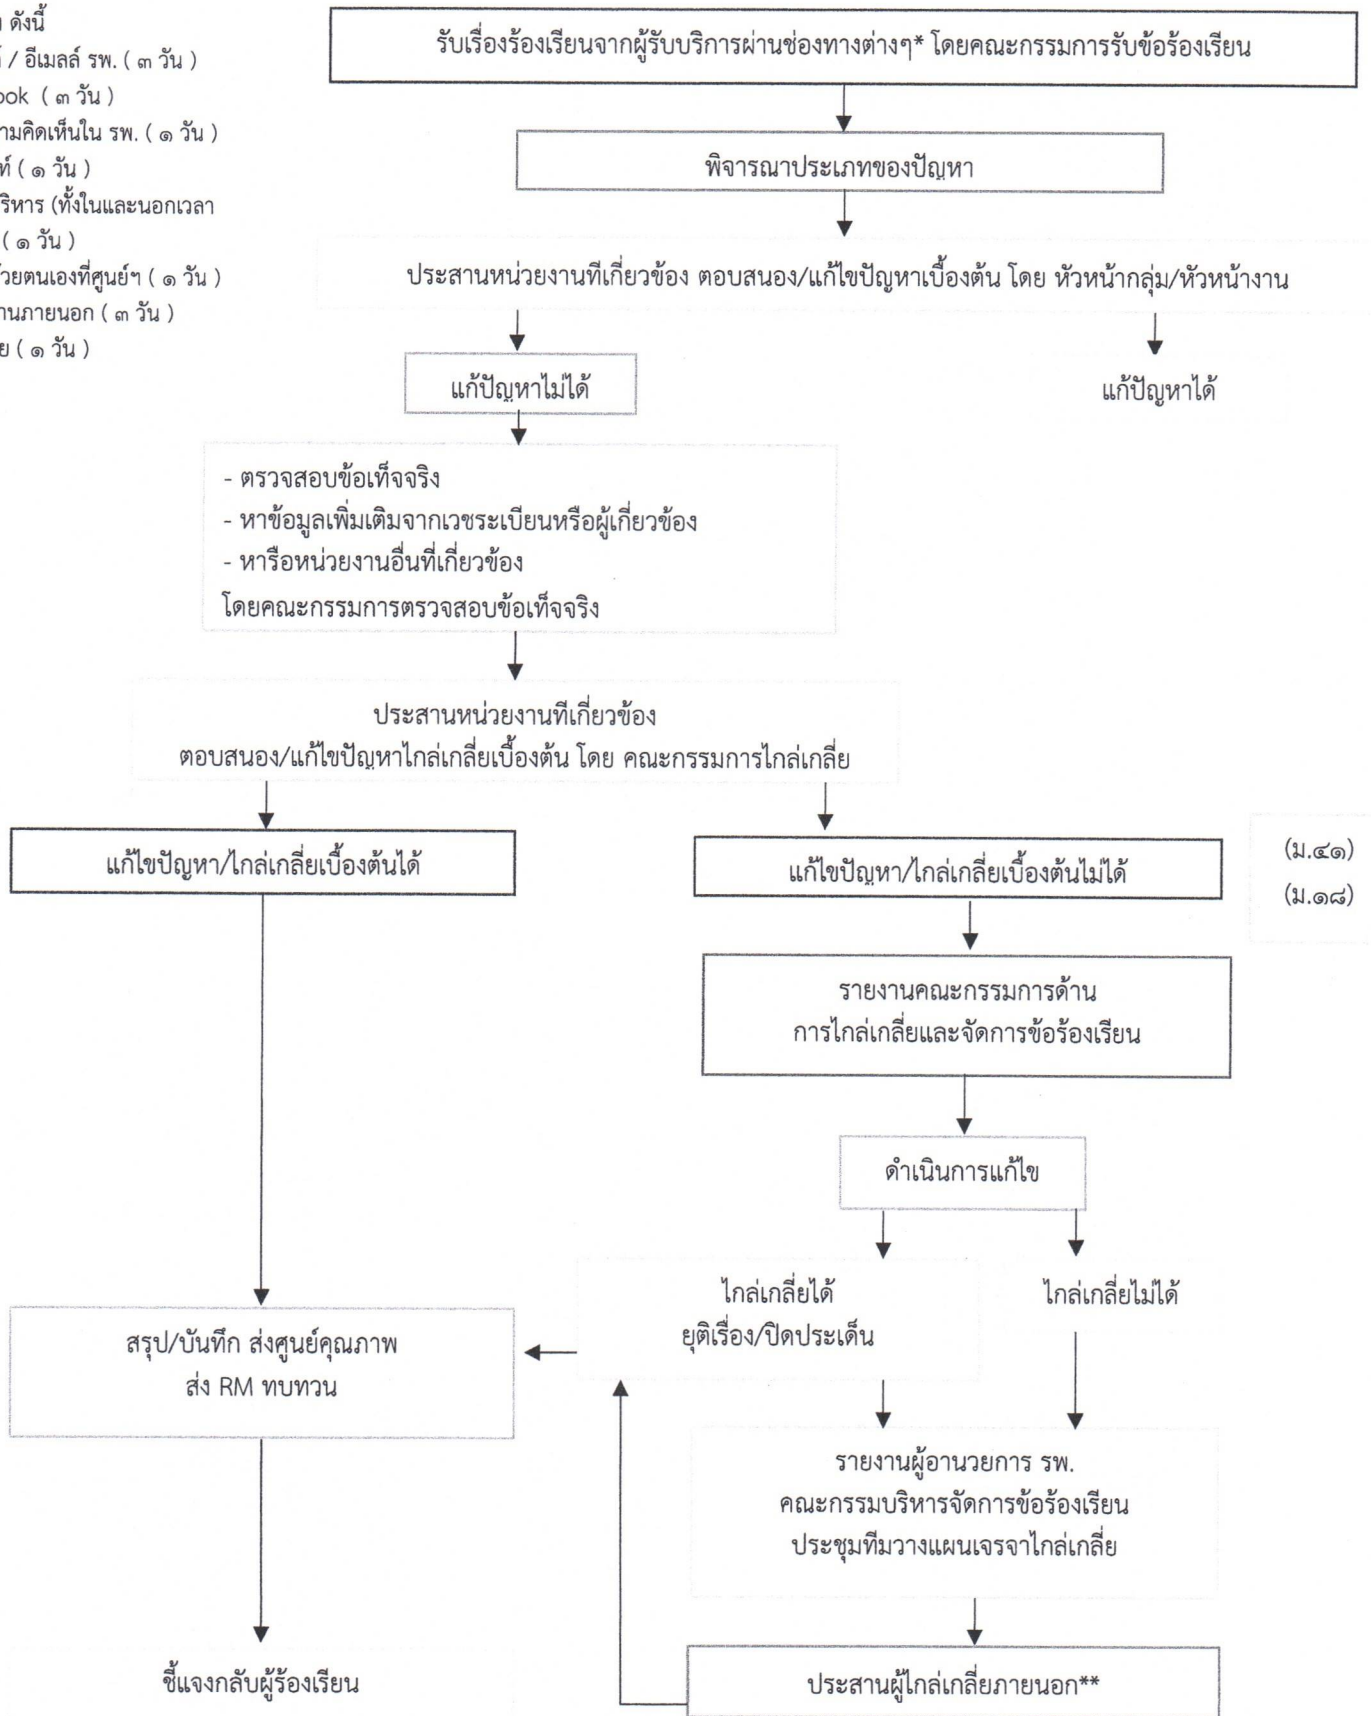 ดังนี้
/ อีเมลล์ รพ. ( ๓ วัน )
ook ( ๓ วัน )
ามคิดเห็นใน รพ. ( ๑ วัน )
ท์ ( ๑ วัน )
ริหาร (ทั้งในและนอกเวลา
( ๑ วัน )
้วยตนเองที่ศูนย์ฯ ( ๑ วัน )
านภายนอก ( ๓ วัน )
ย ( ๑ วัน )
รับเรื่องร้องเรียนจากผู้รับบริการผ่านช่องทางต่างๆ* โดยคณะกรรมการรับข้อร้องเรียน
พิจารณาประเภทของปัญหา
ประสานหน่วยงานทีเกี่ยวข้อง ตอบสนอง/แก้ไขปัญหาเบื้องต้น โดย หัวหน้ากลุ่ม/หัวหน้างาน
แก้ปัญหาไม่ได้
แก้ปัญหาได้
- ตรวจสอบข้อเท็จจริง
- หาข้อมูลเพิ่มเติมจากเวชระเบียนหรือผู้เกี่ยวข้อง
- หารือหน่วยงานอื่นที่เกี่ยวข้อง
โดยคณะกรรมการตรวจสอบข้อเท็จจริง
ประสานหน่วยงานทีเกี่ยวข้อง
ตอบสนอง/แก้ไขปัญหาไกล่เกลี่ยเบื้องต้น โดย คณะกรรมการไกล่เกลี่ย
แก้ไขปัญหา/ไกล่เกลี่ยเบื้องต้นได้
แก้ไขปัญหา/ไกล่เกลี่ยเบื้องต้นไม่ได้
(ม.๔๑)
(ม.๑๘)
รายงานคณะกรรมการด้าน
การไกล่เกลี่ยและจัดการข้อร้องเรียน
ดำเนินการแก้ไข
ไกล่เกลี่ยได้
ยุติเรื่อง/ปิดประเด็น
ไกล่เกลี่ยไม่ได้
สรุป/บันทึก ส่งศูนย์คุณภาพ
ส่ง RM ทบทวน
รายงานผู้อานวยการ รพ.
คณะกรรมบริหารจัดการข้อร้องเรียน
ประชุมทีมวางแผนเจรจาไกล่เกลี่ย
ชี้แจงกลับผู้ร้องเรียน
ประสานผู้ไกล่เกลี่ยภายนอก**